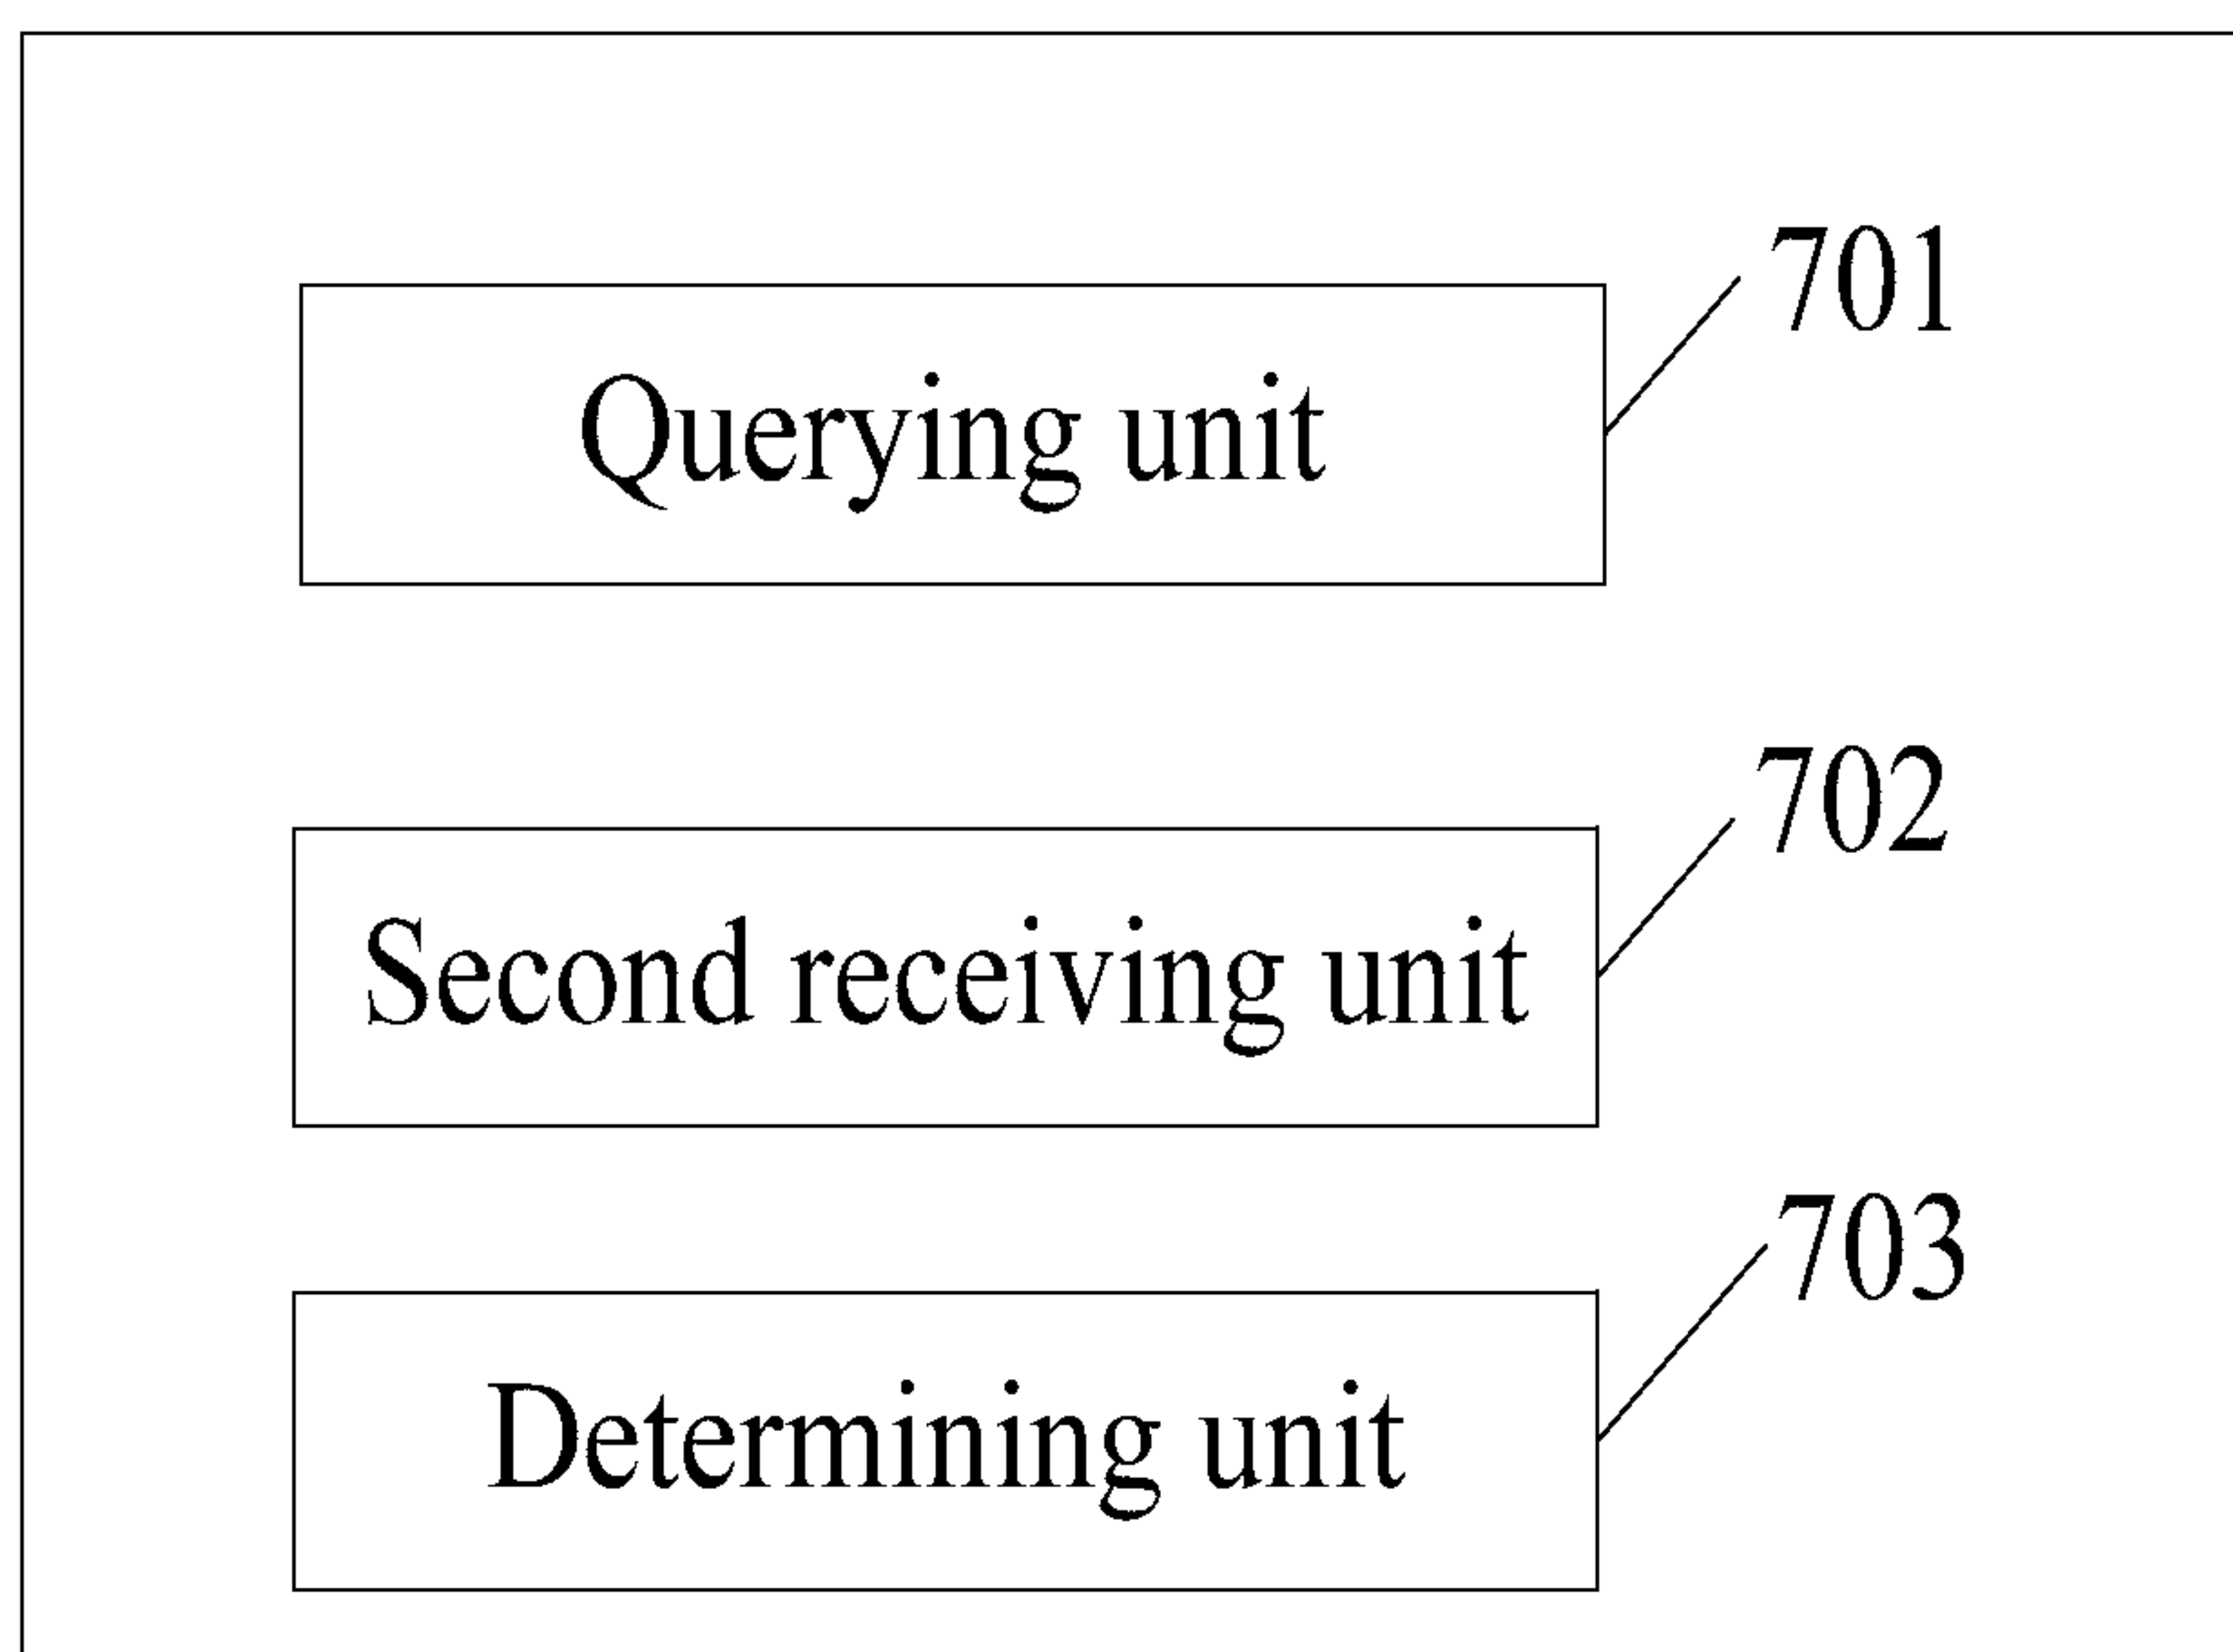 701
Querying unit
702
Second receiving unit
703
Determining unit